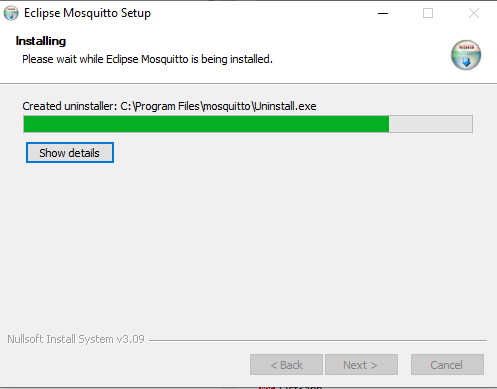 Eclipse Mosquitto Setup
Installing
Please wait while Eclipse Mosquitto is being installed.
Created uninstaller: C:\Program Files\mosquitto\Uninstall.exe
Show details
Nullsoft Install System v3.09
< Back
Next >
Cancel